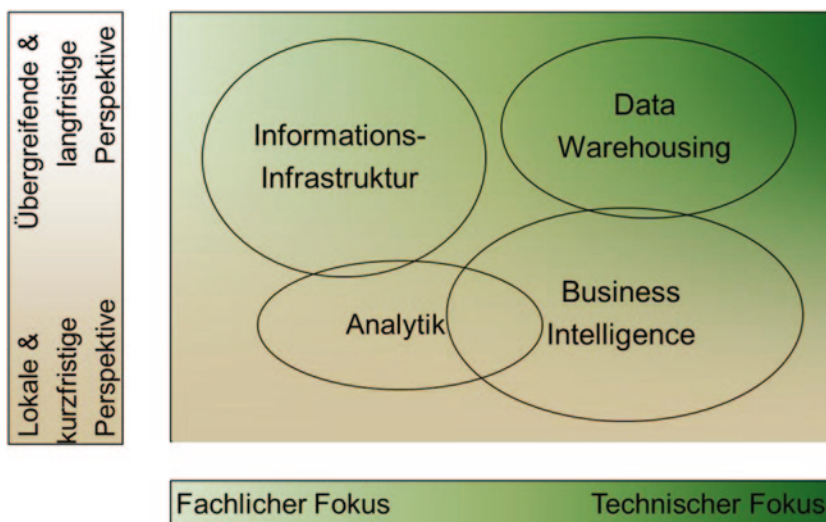 Übergreifende &
langfristige
Perspektive
Lokale &
kurzfristige
Perspektive
Informations-
Infrastruktur
Data
Warehousing
Analytik
Business
Intelligence
Fachlicher Fokus
Technischer Fokus